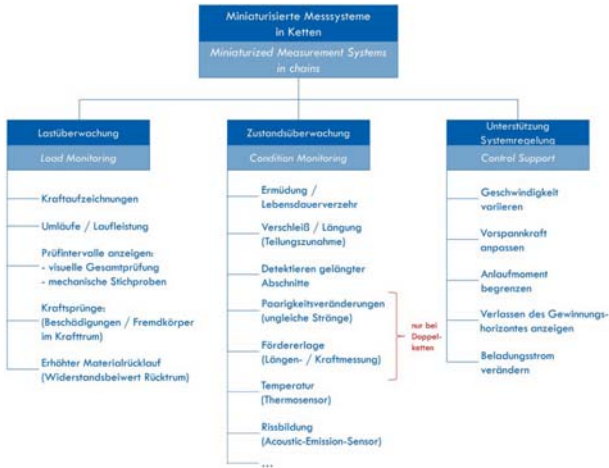 Miniaturisierte Messsysteme
in Ketten
Miniaturized Measurement Systems
in chains
Lastüberwachung
Load Monitoring
Kraftaufzeichnungen
Umläufe / Laufleistung
Prüfintervalle anzeigen:
- visuelle Gesamtprüfung
- mechanische Stichproben
Kraftsprünge:
(Beschädigungen / Fremdkörper
im Krafttrum)
Erhöhter Materialrücklauf
(Widerstandsbeiwert Rücktrum)
Zustandsüberwachung
Condition Monitoring
Ermüdung /
Lebensdauerverzehr
Verschleiß / Längung
(Teilungszunahme)
Detektieren gelängter
Abschnitte
Paarigkeitsveränderungen
(ungleiche Stränge)
Fördererlage
(Längen- / Kraftmessung)
nur bei
Doppel-
ketten
Temperatur
(Thermosensor)
Rissbildung
(Acoustic-Emission-Sensor)
...
Unterstützung
Systemregelung
Control Support
Geschwindigkeit
variieren
Vorspannkraft
anpassen
Anlaufmoment
begrenzen
Verlassen des Gewinnungs-
horizontes anzeigen
Beladungsstrom
verändern